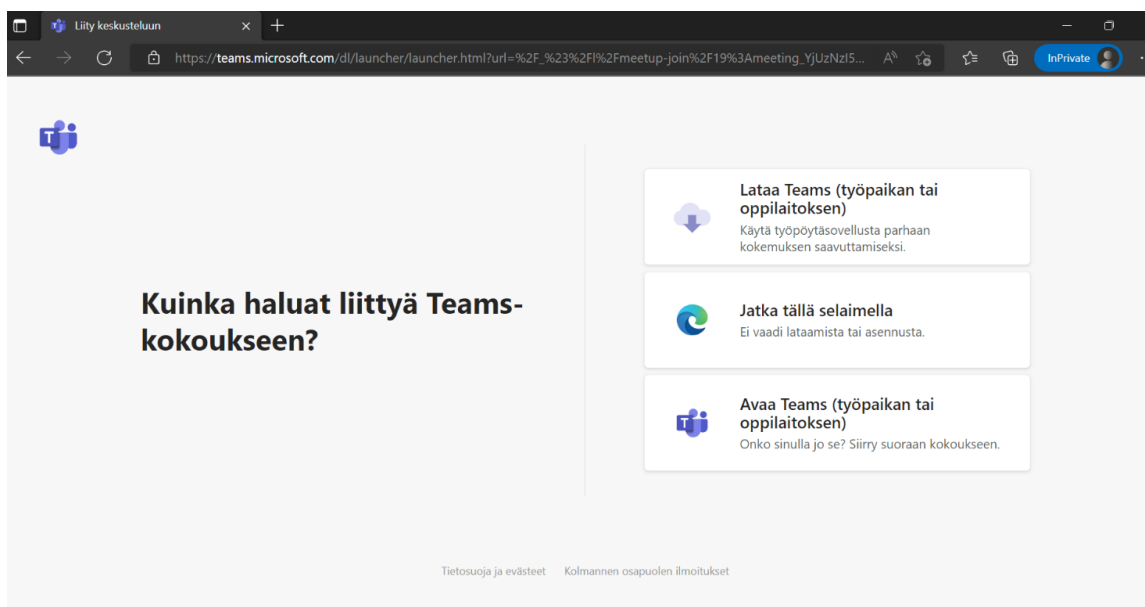 Liity keskusteluun
https://teams.microsoft.com/dl/launcher/launcher.html?url=%2F_%23%2Fl%2Fmeetup-join%2F19%3Ameeting_YjUzNzI5...
InPrivate
Kuinka haluat liittyä Teams-
kokoukseen?
Lataa Teams (työpaikan tai
oppilaitoksen)
Käytä työpöytäsovellusta parhaan
kokemuksen saavuttamiseksi.
Jatka tällä selaimella
Ei vaadi lataamista tai asennusta.
Avaa Teams (työpaikan tai
oppilaitoksen)
Onko sinulla jo se? Siirry suoraan kokoukseen.
Tietosuoja ja evästeet Kolmannen osapuolen ilmoitukset